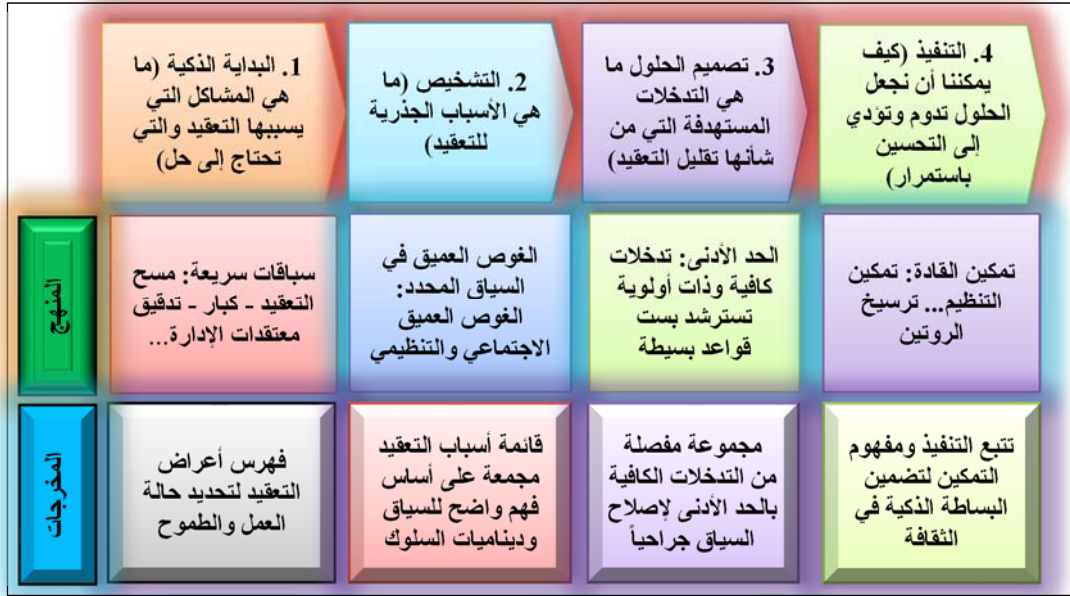 1. البداية الذكية (ما
هي المشاكل التي
يسببها التعقيد والتي
تحتاج إلى حل)
2. التشخيص (ما
هي الأسباب الجذرية
للتعقيد)
3. تصميم الحلول ما
هي التدخلات
المستهدفة التي من
شأنها تقليل التعقيد)
4. التنفيذ (كيف
يمكننا أن نجعل
الحلول تدوم وتؤدي
إلى التحسين
باستمرار)
المنهج
سباقات سريعة: مسح
التعقيد - كبار - تدقيق
معتقدات الإدارة...
الغوص العميق في
السياق المحدد:
الغوص العميق
الاجتماعي والتنظيمي
الحد الأدنى: تدخلات
كافية وذات أولوية
تسترشد بست
قواعد بسيطة
تمكين القادة: تمكين
التنظيم... ترسيخ
الروتين
المخرجات
فهرس أعراض
التعقيد لتحديد حالة
العمل والطموح
قائمة أسباب التعقيد
مجمعة على أساس
فهم واضح للسياق
وديناميات السلوك
مجموعة مفصلة
من التدخلات الكافية
بالحد الأدنى لإصلاح
السياق جراحياً
تتبع التنفيذ ومفهوم
التمكين لتضمين
البساطة الذكية في
الثقافة